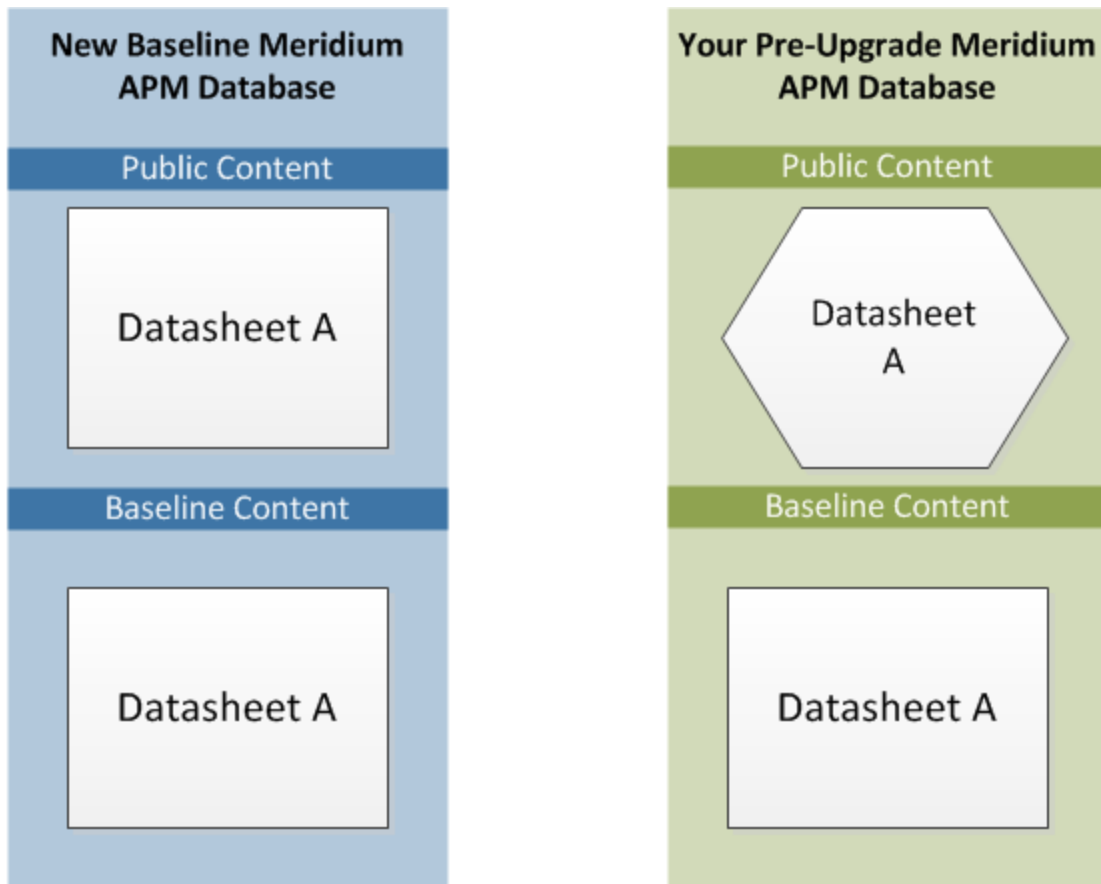 New Baseline Meridium
APM Database
Public Content
Datasheet A
Baseline Content
Datasheet A
Your Pre-Upgrade Meridium
APM Database
Public Content
Datasheet
A
Baseline Content
Datasheet A